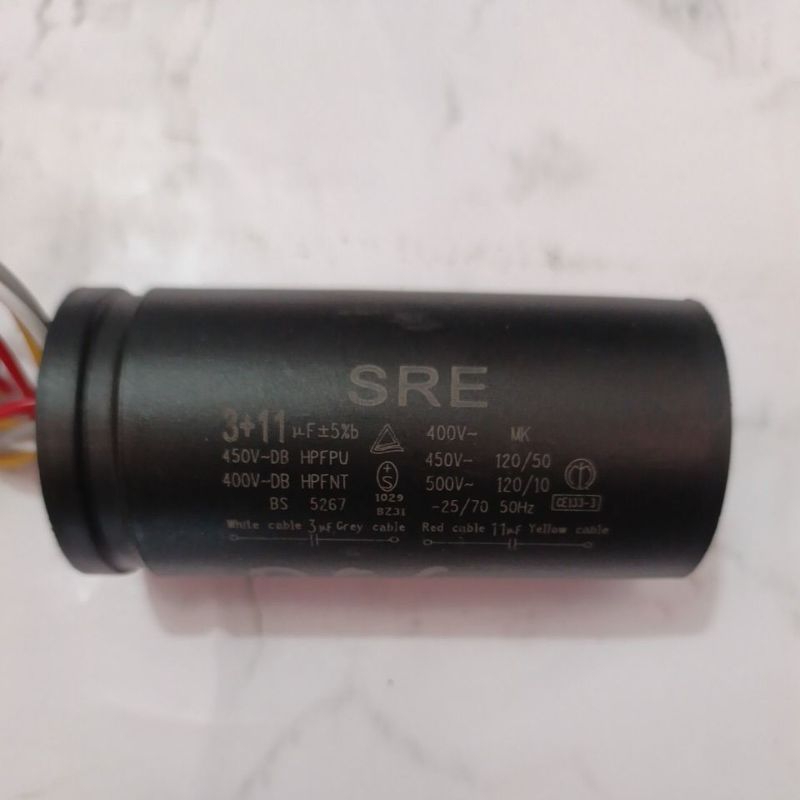 SRE
3+11 µF±5%b 400V~ MK
450V~DB HPFPU 450V~ 120/50
400V~DB HPFNT 500V~ 120/10
BS 5267 -25/70 50Hz
S
1029
BZ31
CE133-3
White cable 3µF Grey cable Red cable 11µF Yellow cable